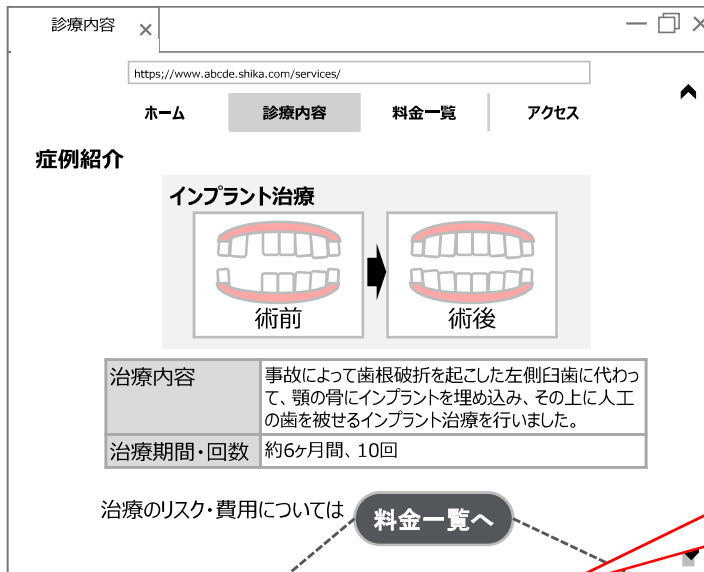 診療内容
https;//www.abcde.shika.com/services/
ホーム 診療内容 料金一覧 アクセス
症例紹介
インプラント治療
術前 術後
治療内容 事故によって歯根破折を起こした左側臼歯に代わっ
て、顎の骨にインプラントを埋め込み、その上に人工
の歯を被せるインプラント治療を行いました。
治療期間・回数 約6ヶ月間、10回
治療のリスク・費用については 料金一覧へ